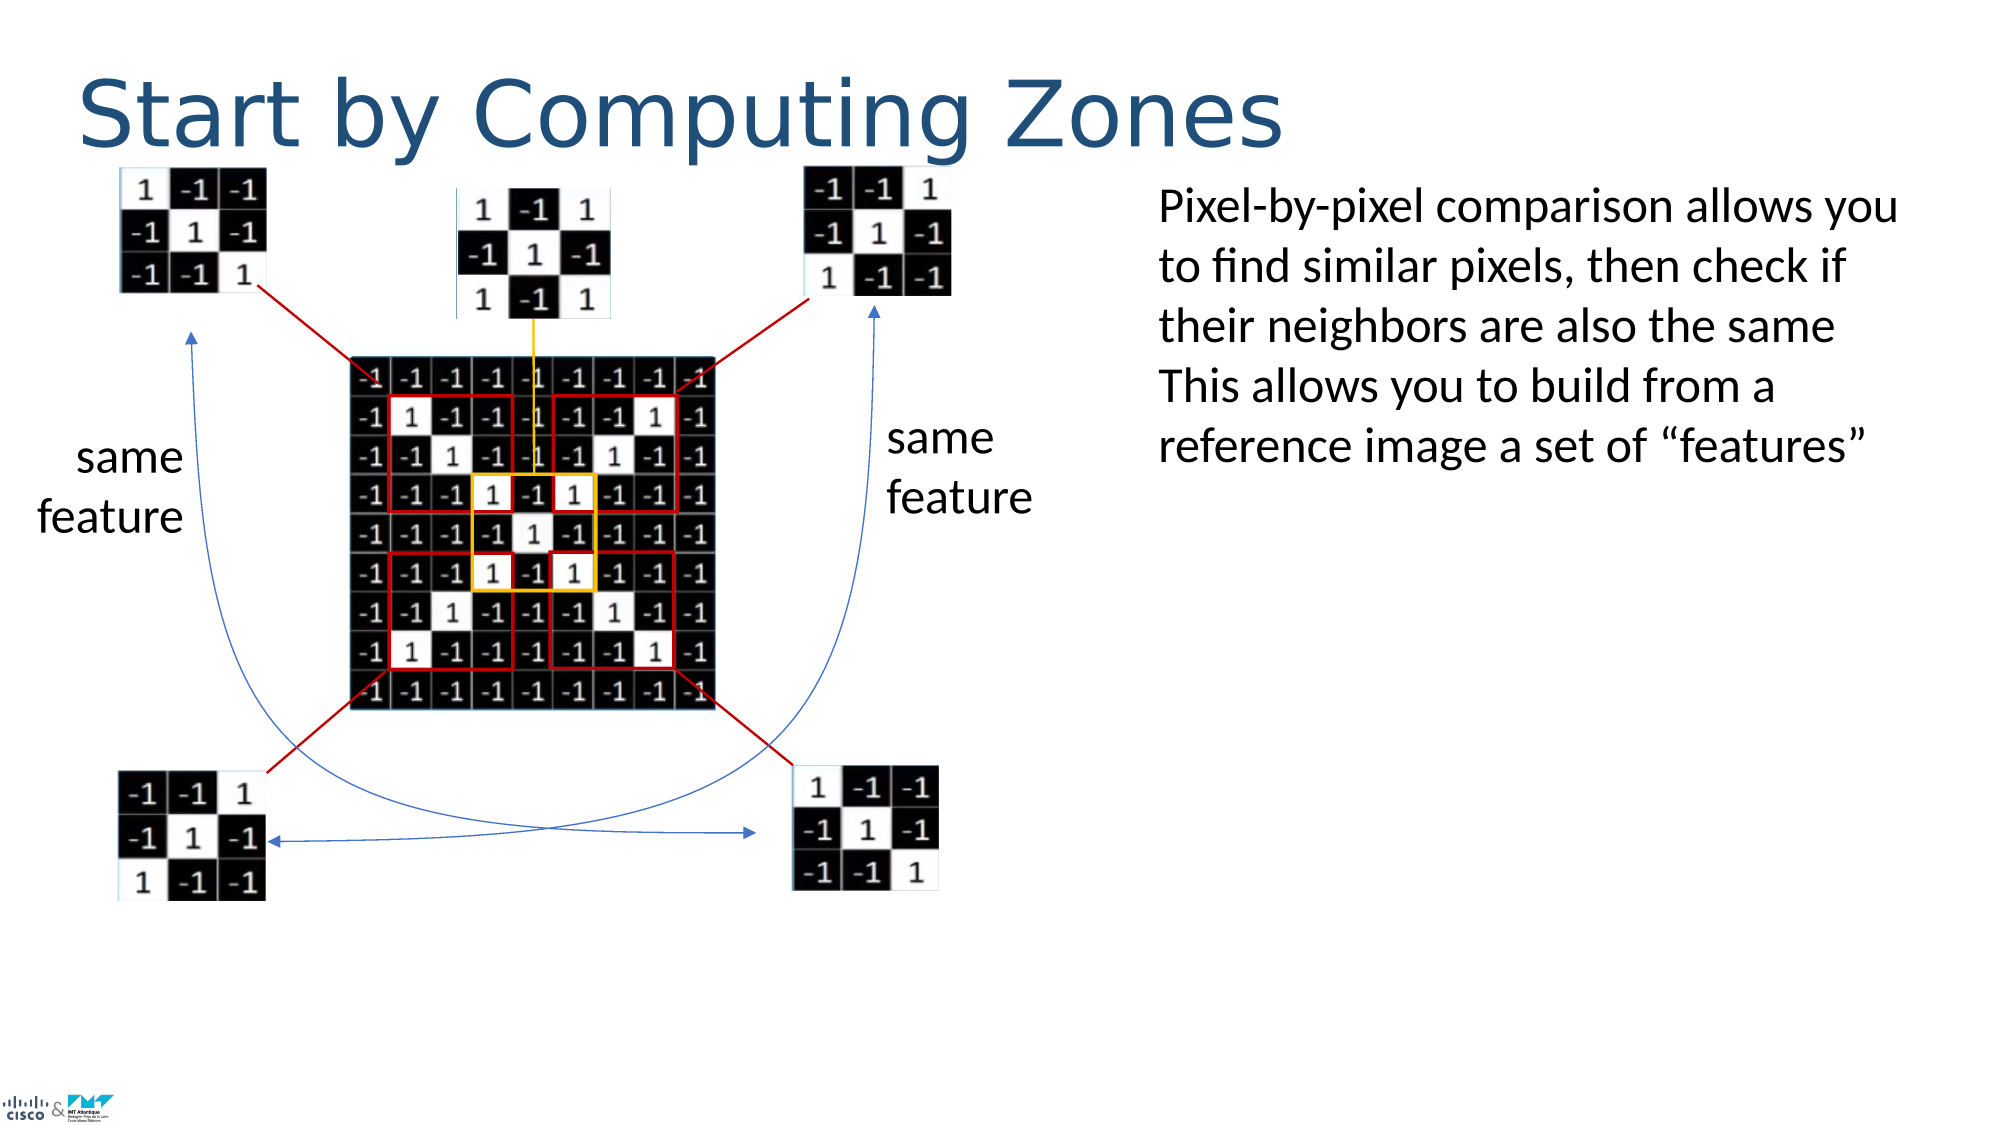 Start by Computing Zones
1 -1 -1
-1 1 -1
-1 -1 1
1 -1 1
-1 1 -1
1 -1 1
-1 -1 1
-1 1 -1
1 -1 -1
Pixel-by-pixel comparison allows you
to find similar pixels, then check if
their neighbors are also the same
This allows you to build from a
reference image a set of “features”
same
feature
-1 -1 -1 -1 -1 -1 -1 -1 -1
-1 1 -1 -1 -1 -1 -1 1 -1
-1 -1 1 -1 -1 -1 1 -1 -1
-1 -1 -1 1 -1 1 -1 -1 -1
-1 -1 -1 -1 1 -1 -1 -1 -1
-1 -1 -1 1 -1 1 -1 -1 -1
-1 -1 1 -1 -1 -1 1 -1 -1
-1 1 -1 -1 -1 -1 -1 1 -1
-1 -1 -1 -1 -1 -1 -1 -1 -1
same
feature
-1 -1 1
-1 1 -1
1 -1 -1
1 -1 -1
-1 1 -1
-1 -1 1
CISCO & IMT Atlantique